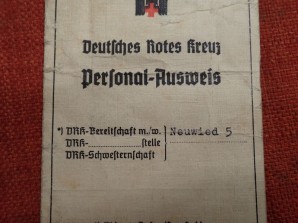 Deutsches Rotes Kreuz
Personal-Ausweis
*) DRK-Bereitschaft m./w. Neuwied 5
DRK-....................stelle
DRK-Schwesternschaft